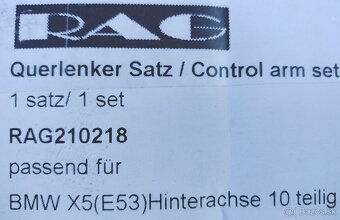 RAG
Querlenker Satz / Control arm set
1 satz/ 1 set
RAG210218
passend für
BMW X5(E53)Hinterachse 10 teilig